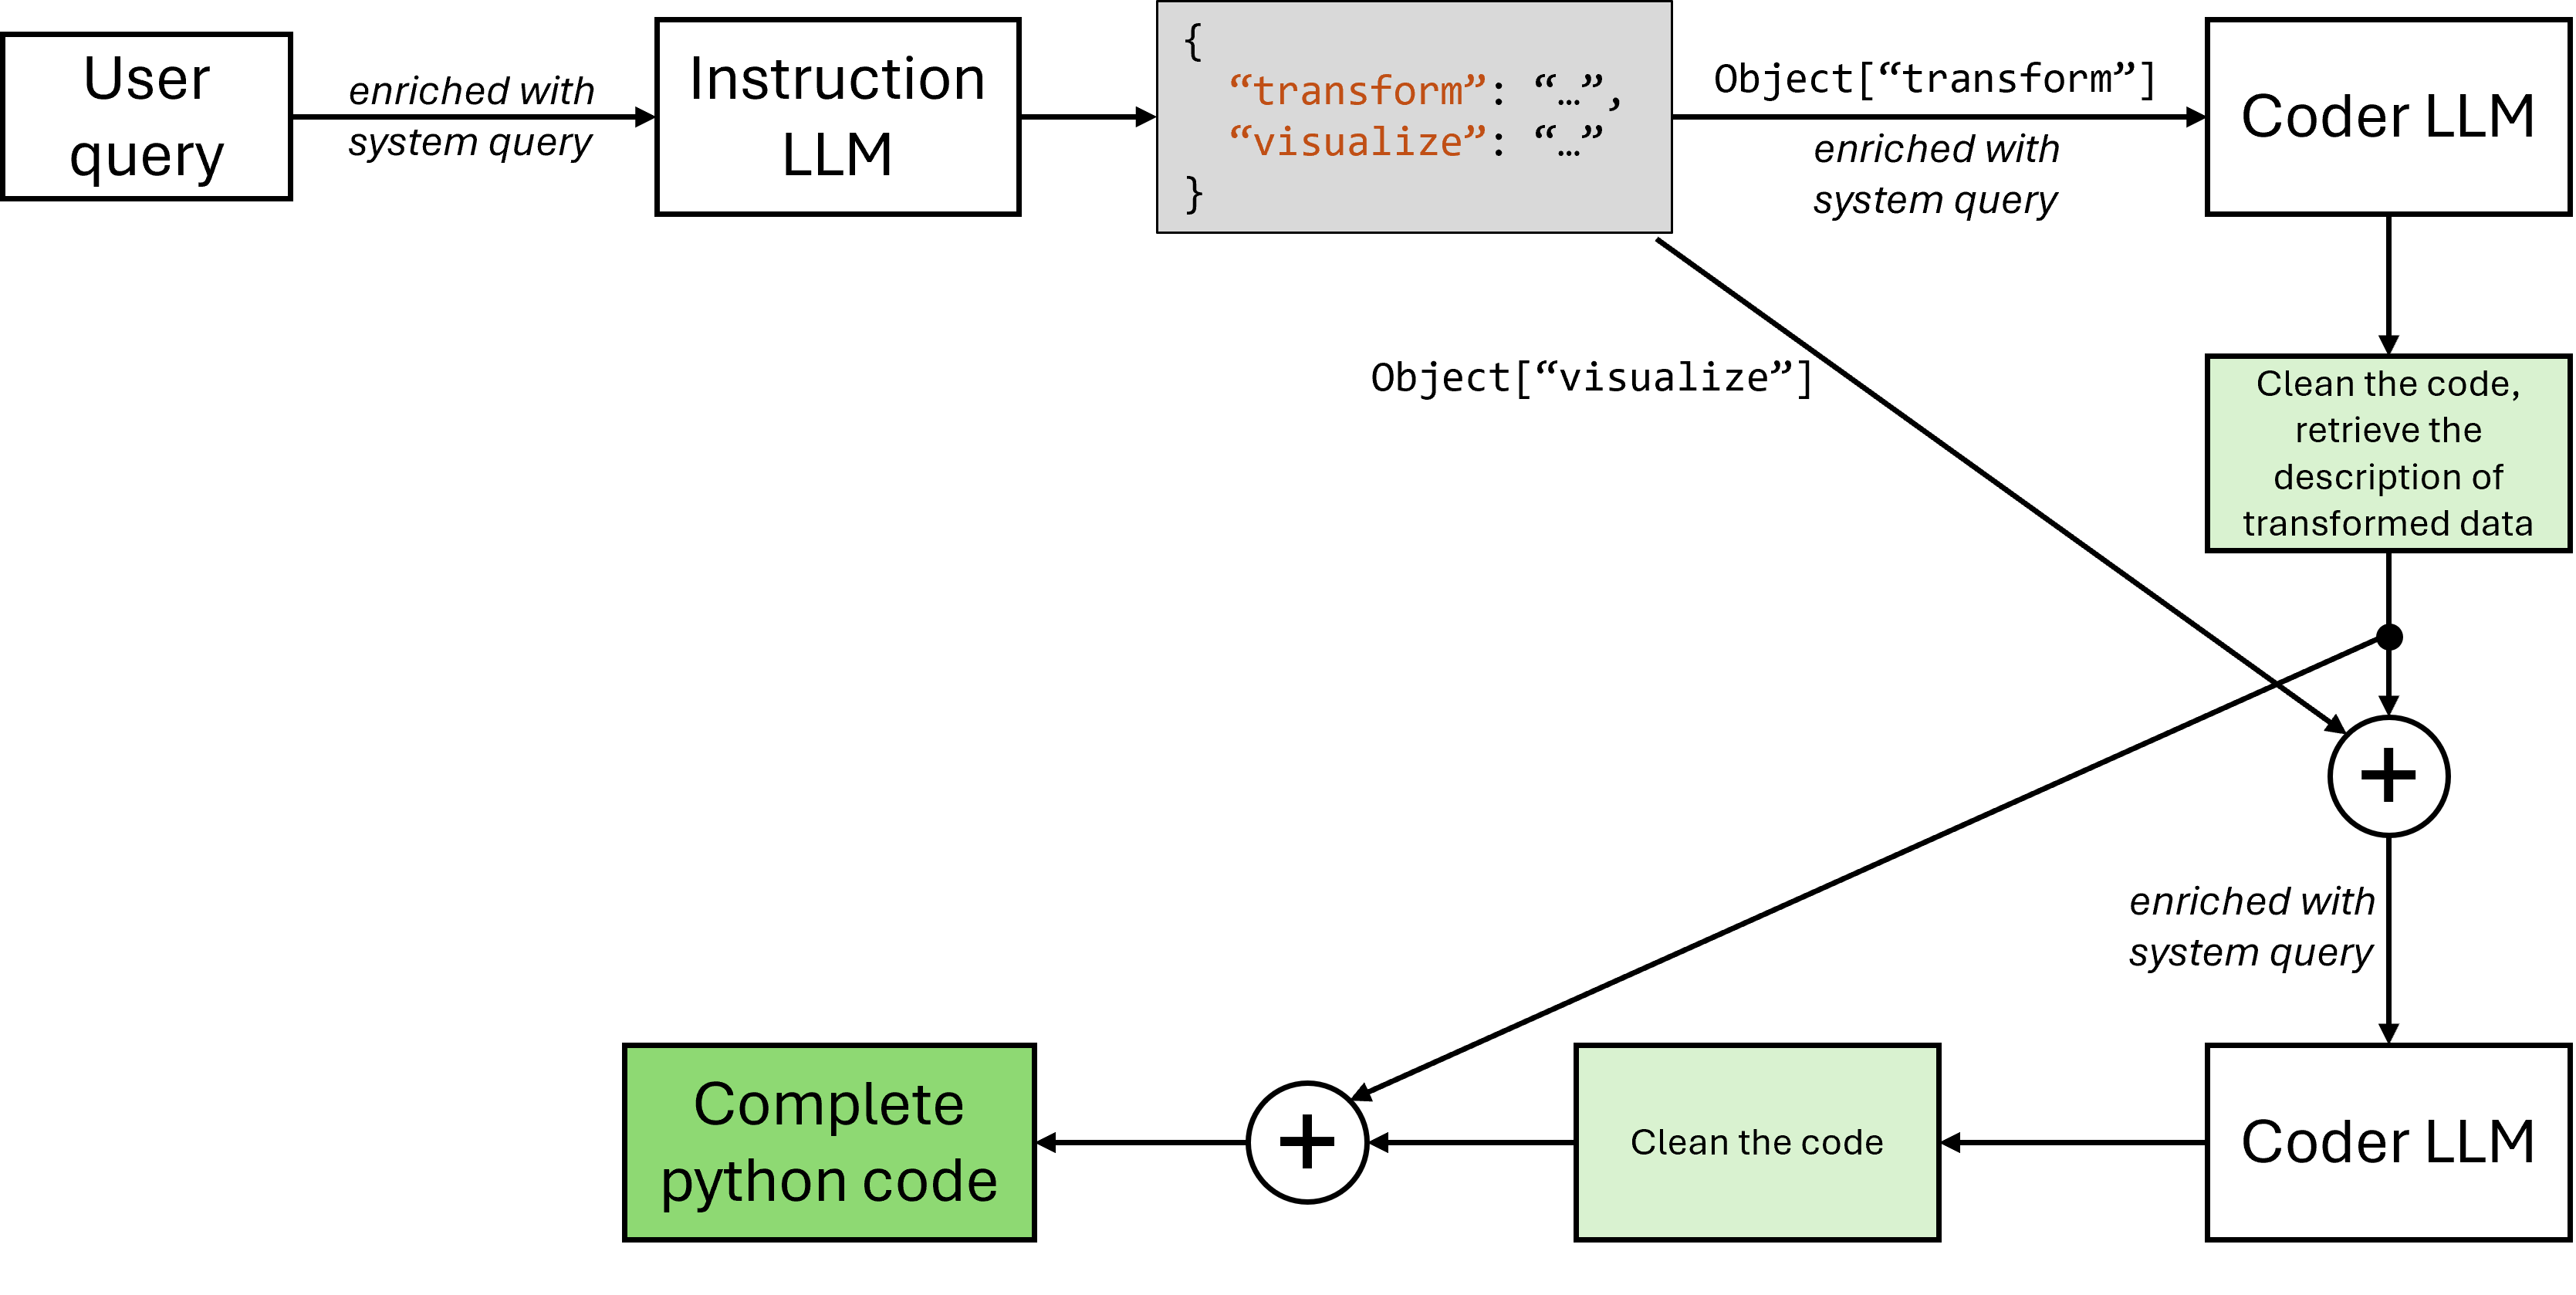 User
query
enriched with
system query
Instruction
LLM
{
“transform”: “…”,
“visualize”: “…”
}
Object[“transform”]
enriched with
system query
Coder LLM
Object[“visualize”]
Clean the code,
retrieve the
description of
transformed data
+
enriched with
system query
Coder LLM
Clean the code
+
Complete
python code